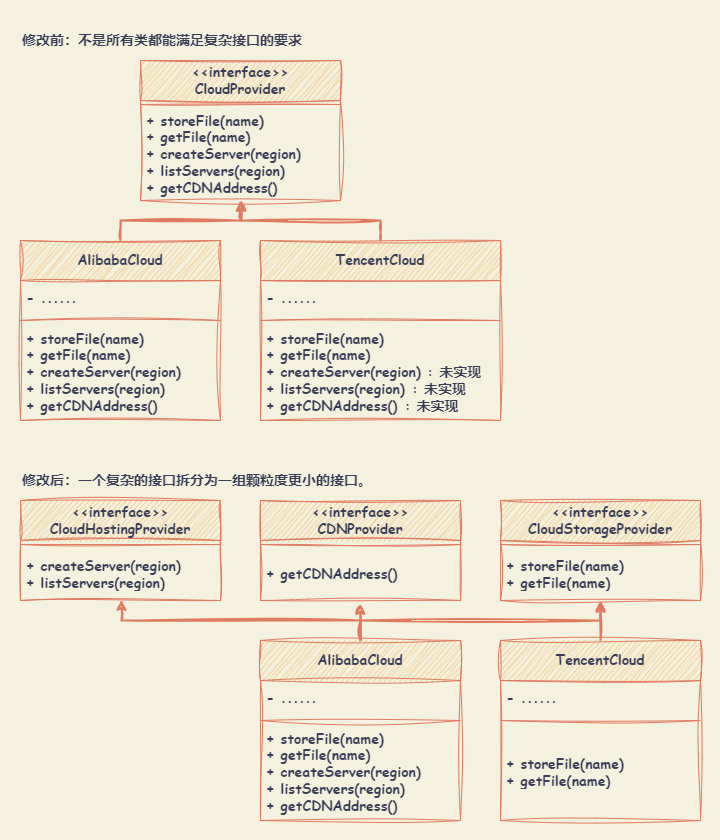 修改前：不是所有类都能满足复杂接口的要求
<<interface>>
CloudProvider
+ storeFile(name)
+ getFile(name)
+ createServer(region)
+ listServers(region)
+ getCDNAddress()
AlibabaCloud
- ......
+ storeFile(name)
+ getFile(name)
+ createServer(region)
+ listServers(region)
+ getCDNAddress()
TencentCloud
- ......
+ storeFile(name)
+ getFile(name)
+ createServer(region) ：未实现
+ listServers(region) ：未实现
+ getCDNAddress() ：未实现
修改后：一个复杂的接口拆分为一组颗粒度更小的接口。
<<interface>>
CloudHostingProvider
+ createServer(region)
+ listServers(region)
<<interface>>
CDNProvider
+ getCDNAddress()
<<interface>>
CloudStorageProvider
+ storeFile(name)
+ getFile(name)
AlibabaCloud
- ......
+ storeFile(name)
+ getFile(name)
+ createServer(region)
+ listServers(region)
+ getCDNAddress()
TencentCloud
- ......
+ storeFile(name)
+ getFile(name)